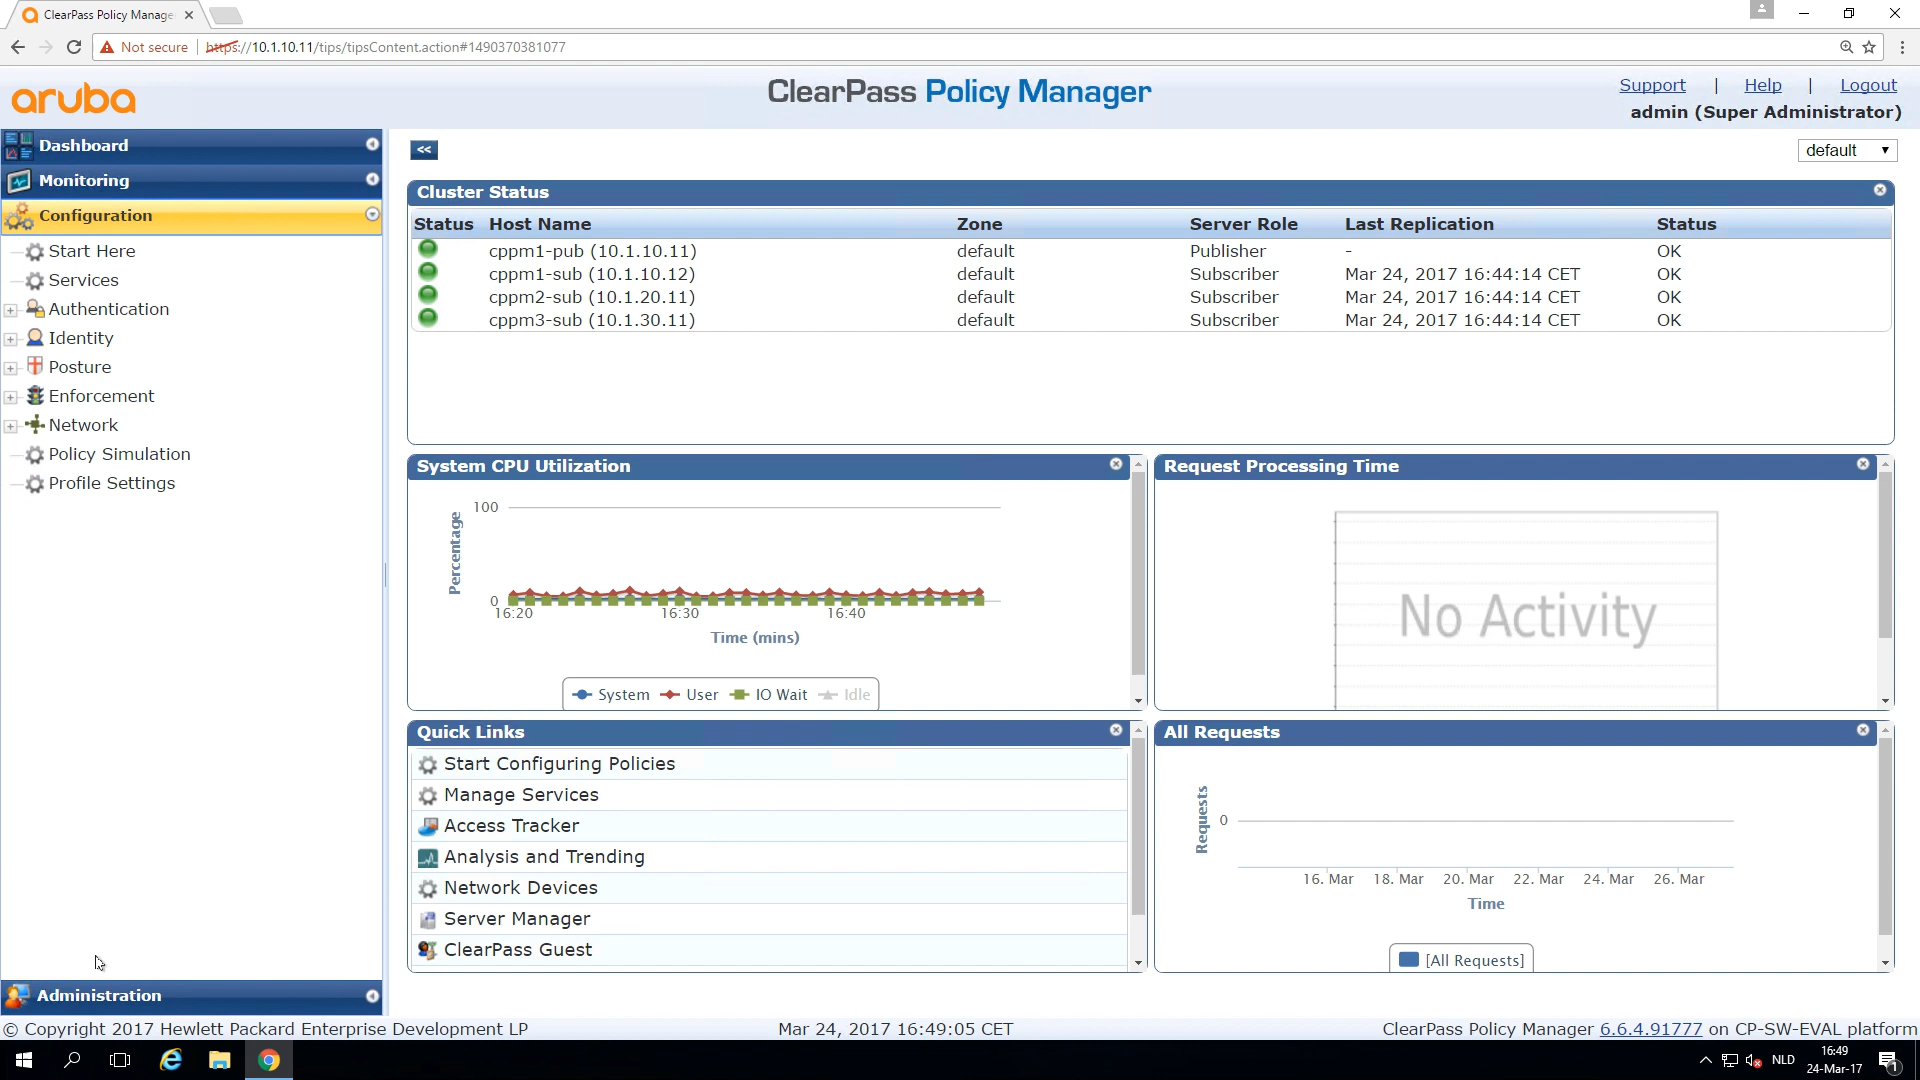 ClearPass Policy Manage
Not secure | https://10.1.10.11/tips/tipsContent.action#1490370381077
aruba
ClearPass Policy Manager
Support | Help | Logout
admin (Super Administrator)
Dashboard
Monitoring
Configuration
Start Here
Services
Authentication
Identity
Posture
Enforcement
Network
Policy Simulation
Profile Settings
Administration
<<
default
Cluster Status
Status Host Name Zone Server Role Last Replication Status
cppm1-pub (10.1.10.11) default Publisher - OK
cppm1-sub (10.1.10.12) default Subscriber Mar 24, 2017 16:44:14 CET OK
cppm2-sub (10.1.20.11) default Subscriber Mar 24, 2017 16:44:14 CET OK
cppm3-sub (10.1.30.11) default Subscriber Mar 24, 2017 16:44:14 CET OK
System CPU Utilization
Percentage
100
0
16:20 16:30 16:40
Time (mins)
System User IO Wait Idle
Request Processing Time
No Activity
Quick Links
Start Configuring Policies
Manage Services
Access Tracker
Analysis and Trending
Network Devices
Server Manager
ClearPass Guest
All Requests
Requests
0
16. Mar 18. Mar 20. Mar 22. Mar 24. Mar 26. Mar
Time
[All Requests]
© Copyright 2017 Hewlett Packard Enterprise Development LP
Mar 24, 2017 16:49:05 CET
ClearPass Policy Manager 6.6.4.91777 on CP-SW-EVAL platform
NLD
16:49
24-Mar-17
1